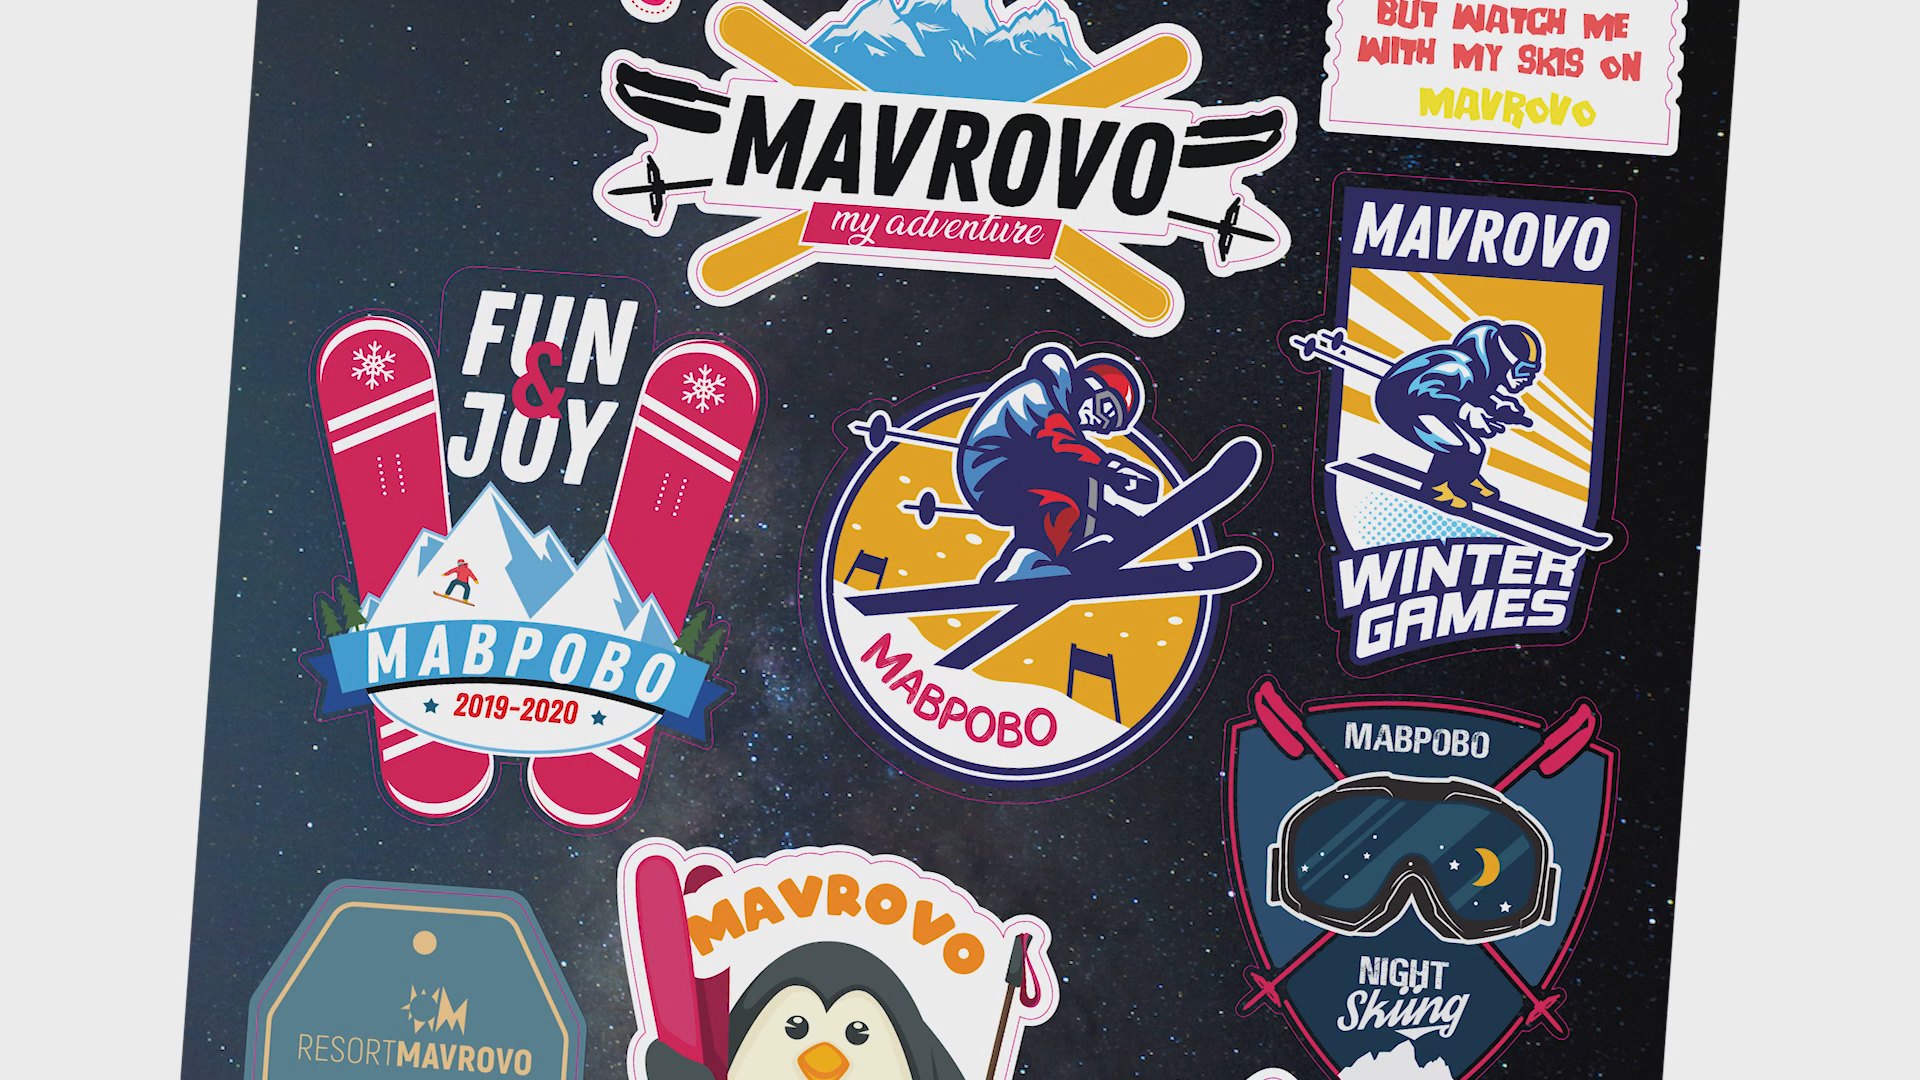 BUT WATCH ME
WITH MY SKIS ON
MAVROVO
MAVROVO
my adventure
MAVROVO
WINTER
GAMES
FUN
&
JOY
МАВРОВО
2019-2020
МАВРОВО
МАВРОВО
NIGHT
Skiing
MAVROVO
RESORTMAVROVO